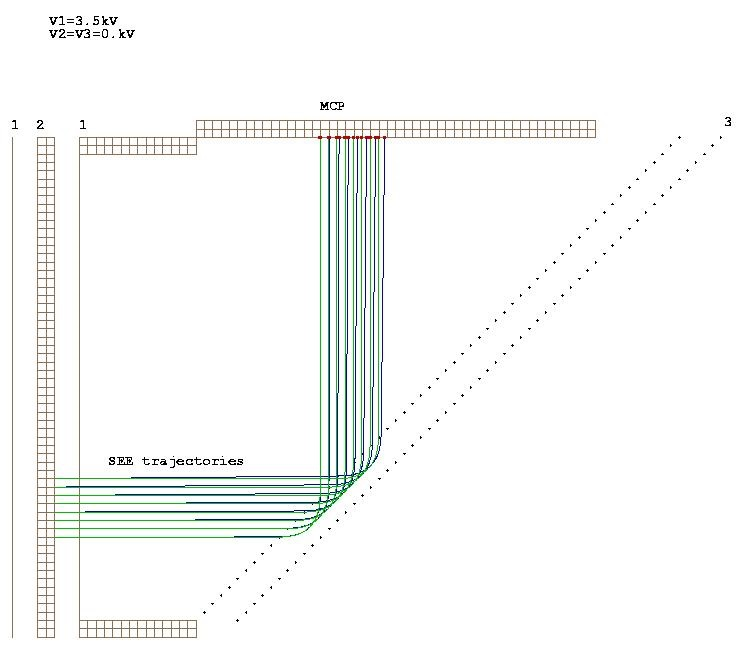 V1=3.5kV
V2=V3=0.kV
MCP
1 2 1
3
SEE trajectories